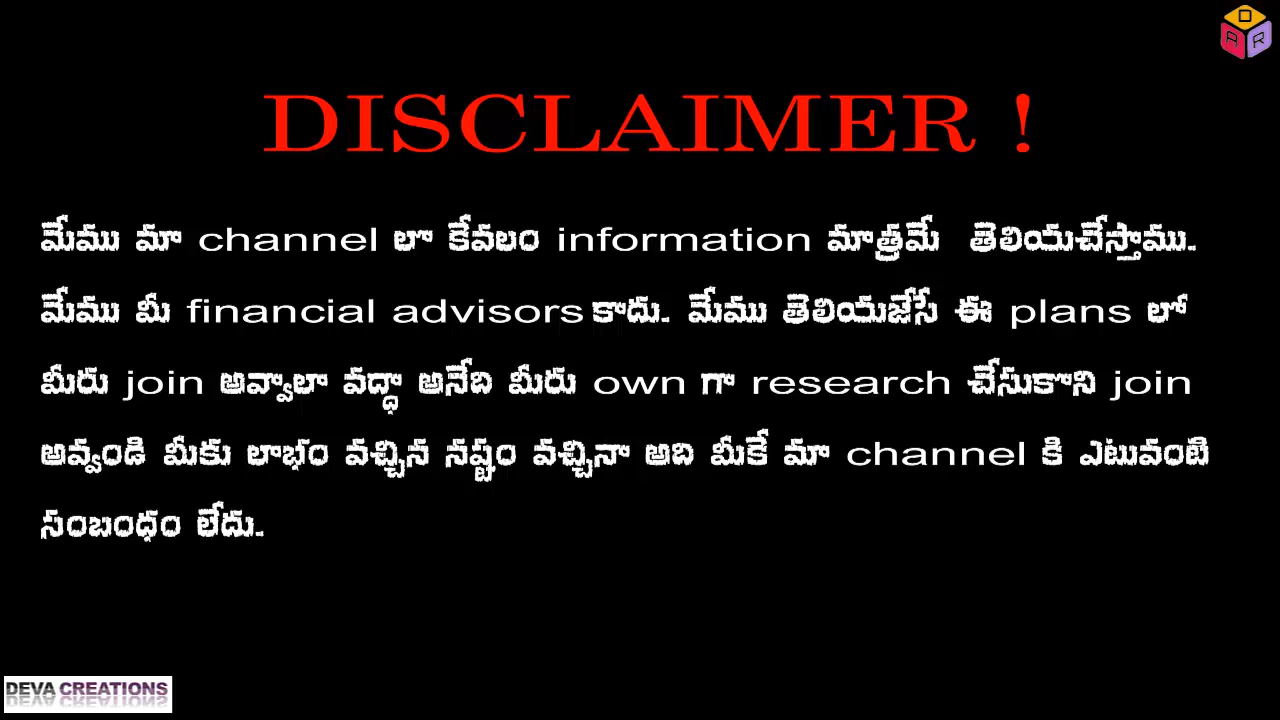 DISCLAIMER !
మేము మా channel లా కేవలం information మాత్రమే తెలియచేస్తాము.
మేము మీ financial advisors కాదు. మేము తెలియజేసే ఈ plans లో
మీరు join అవ్వాలా వద్ధా అనేది మీరు own గా research చేసుకొని join
అవ్వండి మీకు లాభం వచ్చిన నష్టం వచ్చినా అది మీకే మా channel కి ఎటువంటి
సంబంధం లేదు.
DEVA CREATIONS
D
A R